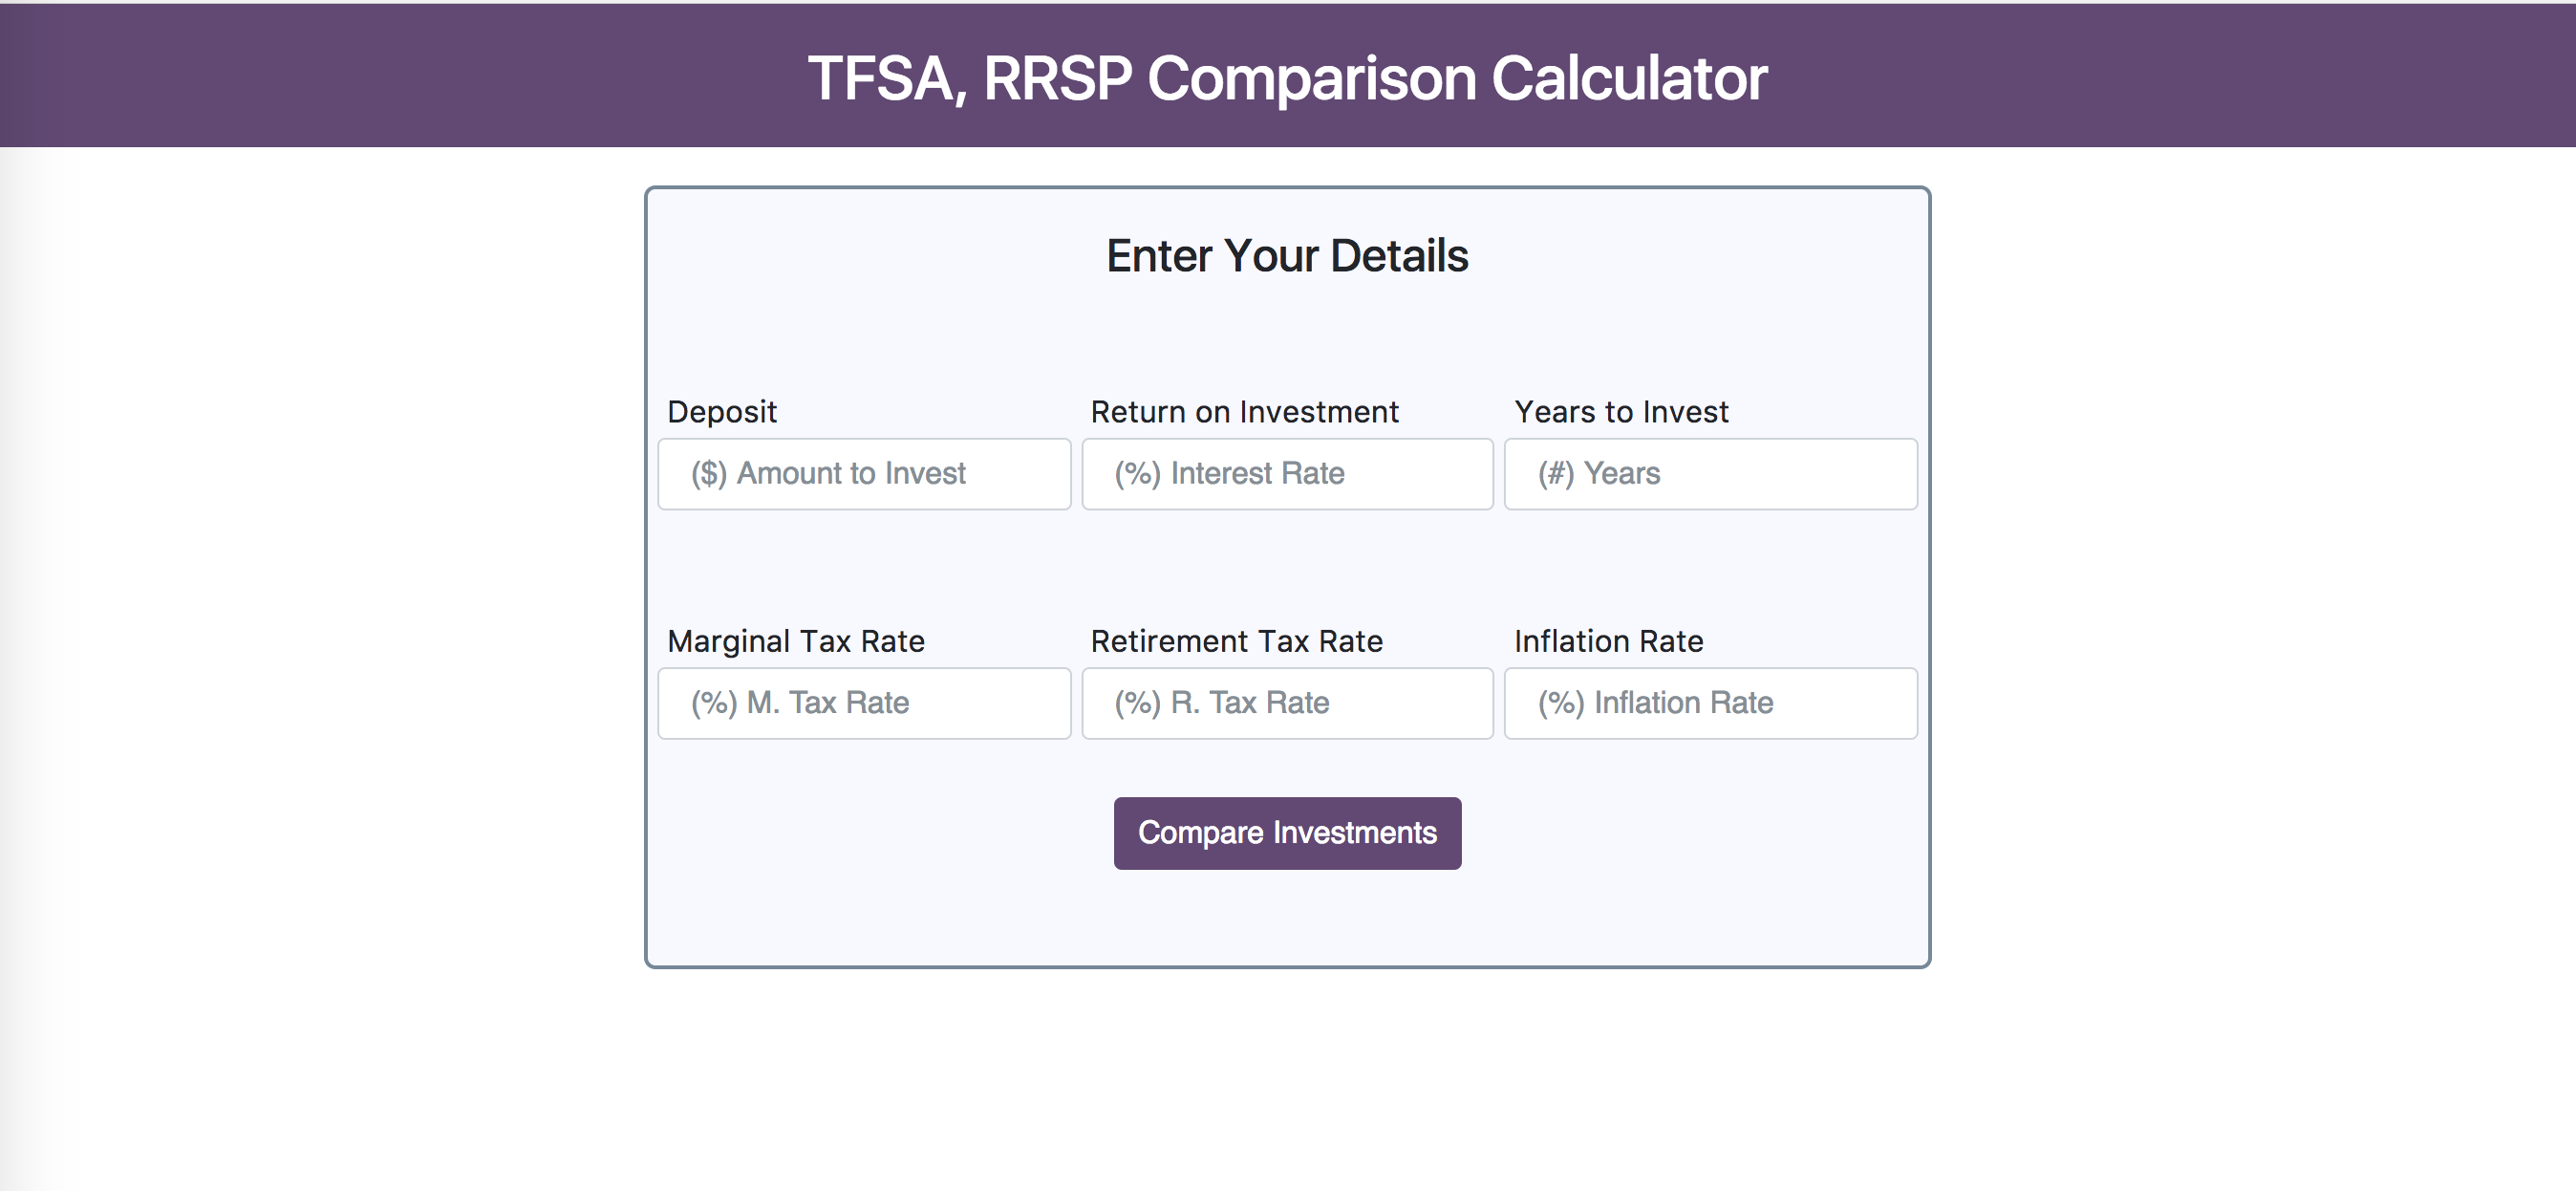 TFSA, RRSP Comparison Calculator
Enter Your Details
Deposit
Return on Investment
Years to Invest
($) Amount to Invest
(%) Interest Rate
(#) Years
Marginal Tax Rate
Retirement Tax Rate
Inflation Rate
(%) M. Tax Rate
(%) R. Tax Rate
(%) Inflation Rate
Compare Investments